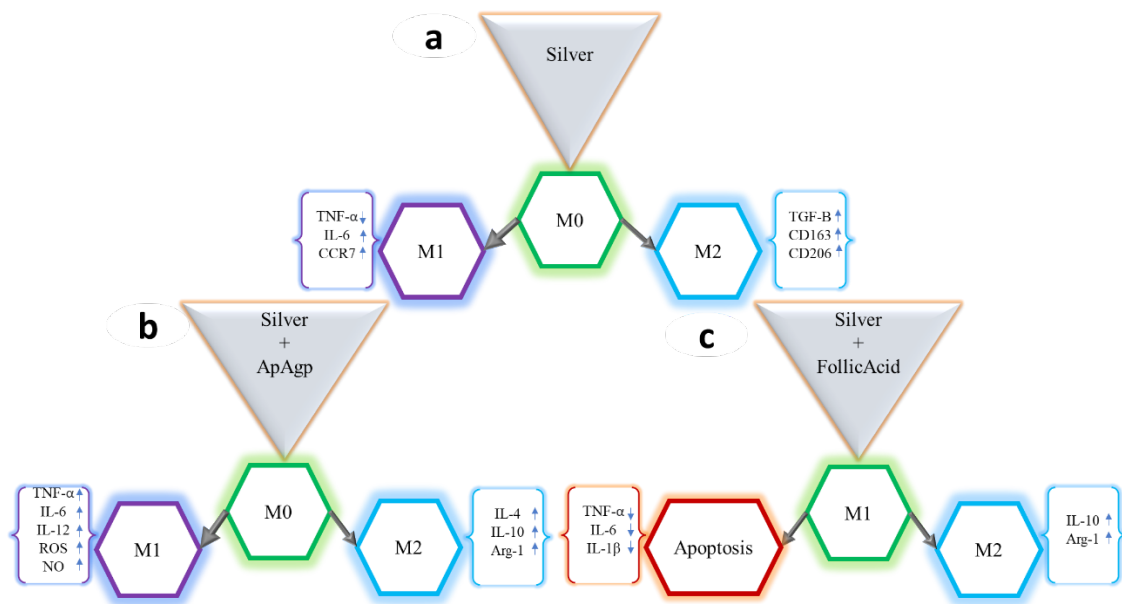 a
Silver
M0
TNF-α↓
IL-6 ↑
CCR7 ↑
M1
M2
TGF-B ↑
CD163 ↑
CD206 ↑
b
Silver
+
ApAgp
M0
TNF-α↑
IL-6 ↑
IL-12 ↑
ROS ↑
NO ↑
M1
M2
IL-4 ↑
IL-10 ↑
Arg-1 ↑
c
Silver
+
FollicAcid
M1
TNF-α ↓
IL-6 ↓
IL-1β ↓
Apoptosis
M2
IL-10 ↑
Arg-1 ↑